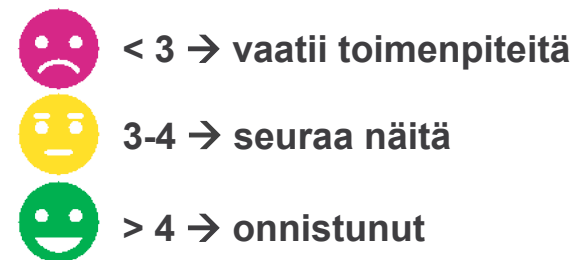 < 3 → vaatii toimenpiteitä
3-4 → seuraa näitä
> 4 → onnistunut